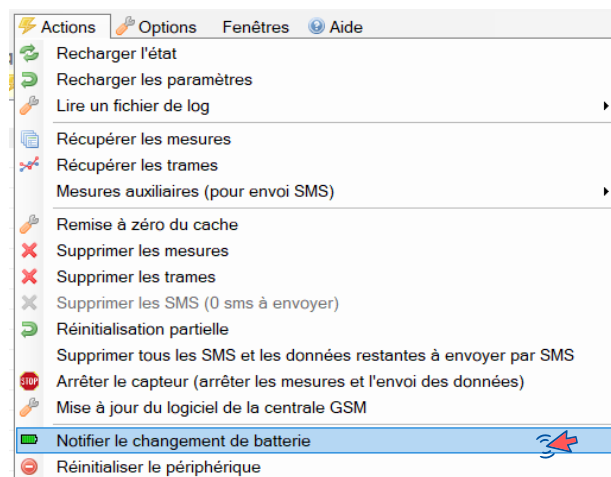 Actions Options Fenêtres Aide
Recharger l'état
Recharger les paramètres
Lire un fichier de log
Récupérer les mesures
Récupérer les trames
Mesures auxiliaires (pour envoi SMS)
Remise à zéro du cache
Supprimer les mesures
Supprimer les trames
Supprimer les SMS (0 sms à envoyer)
Réinitialisation partielle
Supprimer tous les SMS et les données restantes à envoyer par SMS
STOP Arrêter le capteur (arrêter les mesures et l'envoi des données)
Mise à jour du logiciel de la centrale GSM
Notifier le changement de batterie
Réinitialiser le périphérique